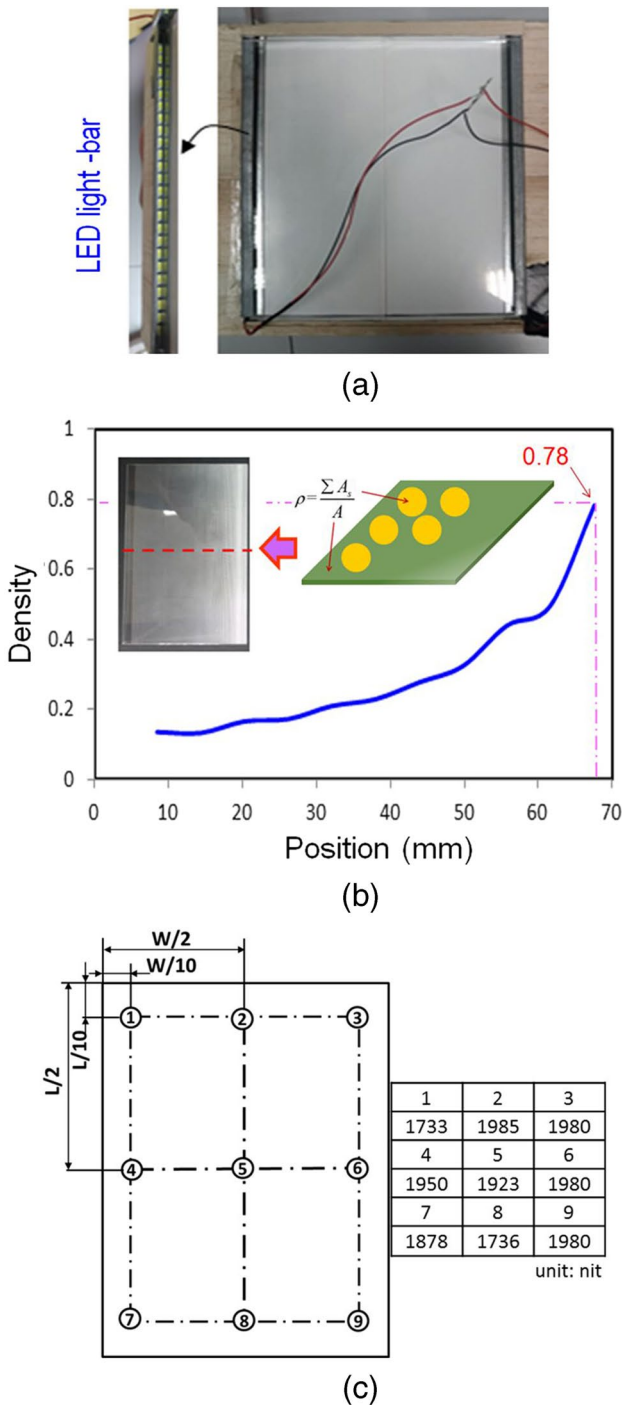 LED light -bar
(a)
1
0.8
0.6
0.4
0.2
0
Density
0.78
ρ=∑ A_s/A
0 10 20 30 40 50 60 70
Position (mm)
(b)
W/2
W/10
L/10
L/2
1 2 3
4 5 6
7 8 9
1 2 3
1733 1985 1980
4 5 6
1950 1923 1980
7 8 9
1878 1736 1980
unit: nit
(c)